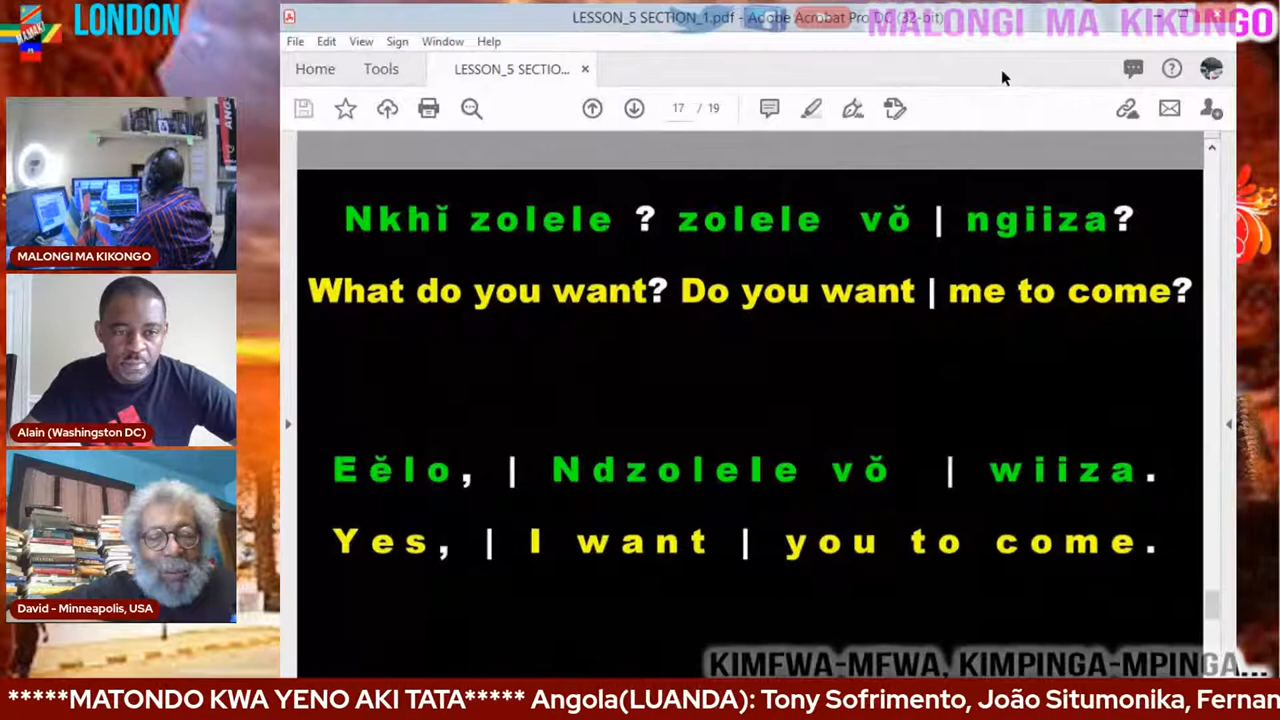 LONDON
MAMAKI
LESSON_5 SECTION_1.pdf - Adobe Acrobat Pro DC (32-bit)
MALONGI MA KIKONGO
File Edit View Sign Window Help
Home Tools LESSON_5 SECTIO... ×
17 / 19
Nkhĭ zolele ? zolele vŏ | ngiiza?
What do you want? Do you want | me to come?
Eĕlo, | Ndzolele vŏ | wiiza.
Yes, | I want | you to come.
MALONGI MA KIKONGO
Alain (Washington DC)
David - Minneapolis, USA
KIMFWA-MFWA, KIMPINGA-MPINGA...
*****MATONDO KWA YENO AKI TATA***** Angola(LUANDA): Tony Sofrimento, João Situmonika, Fernan